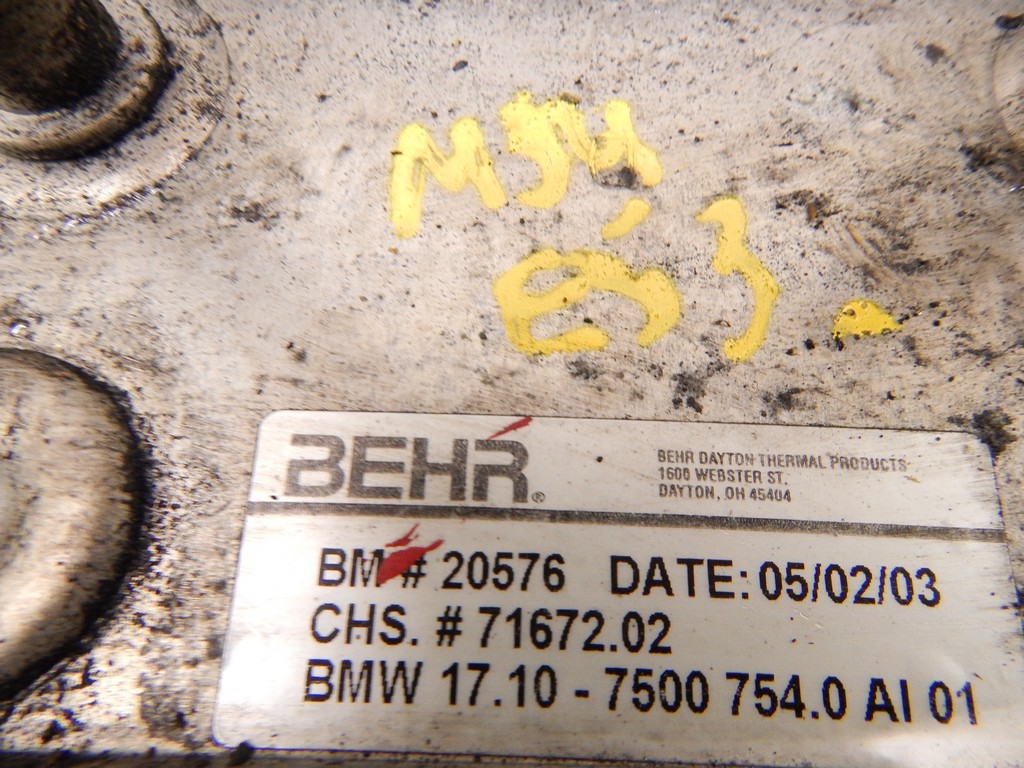 M54
E53
BEHR®
BEHR DAYTON THERMAL PRODUCTS
1600 WEBSTER ST.
DAYTON, OH 45404
BM# 20576 DATE: 05/02/03
CHS. # 71672.02
BMW 17.10 - 7500 754.0 AI 01